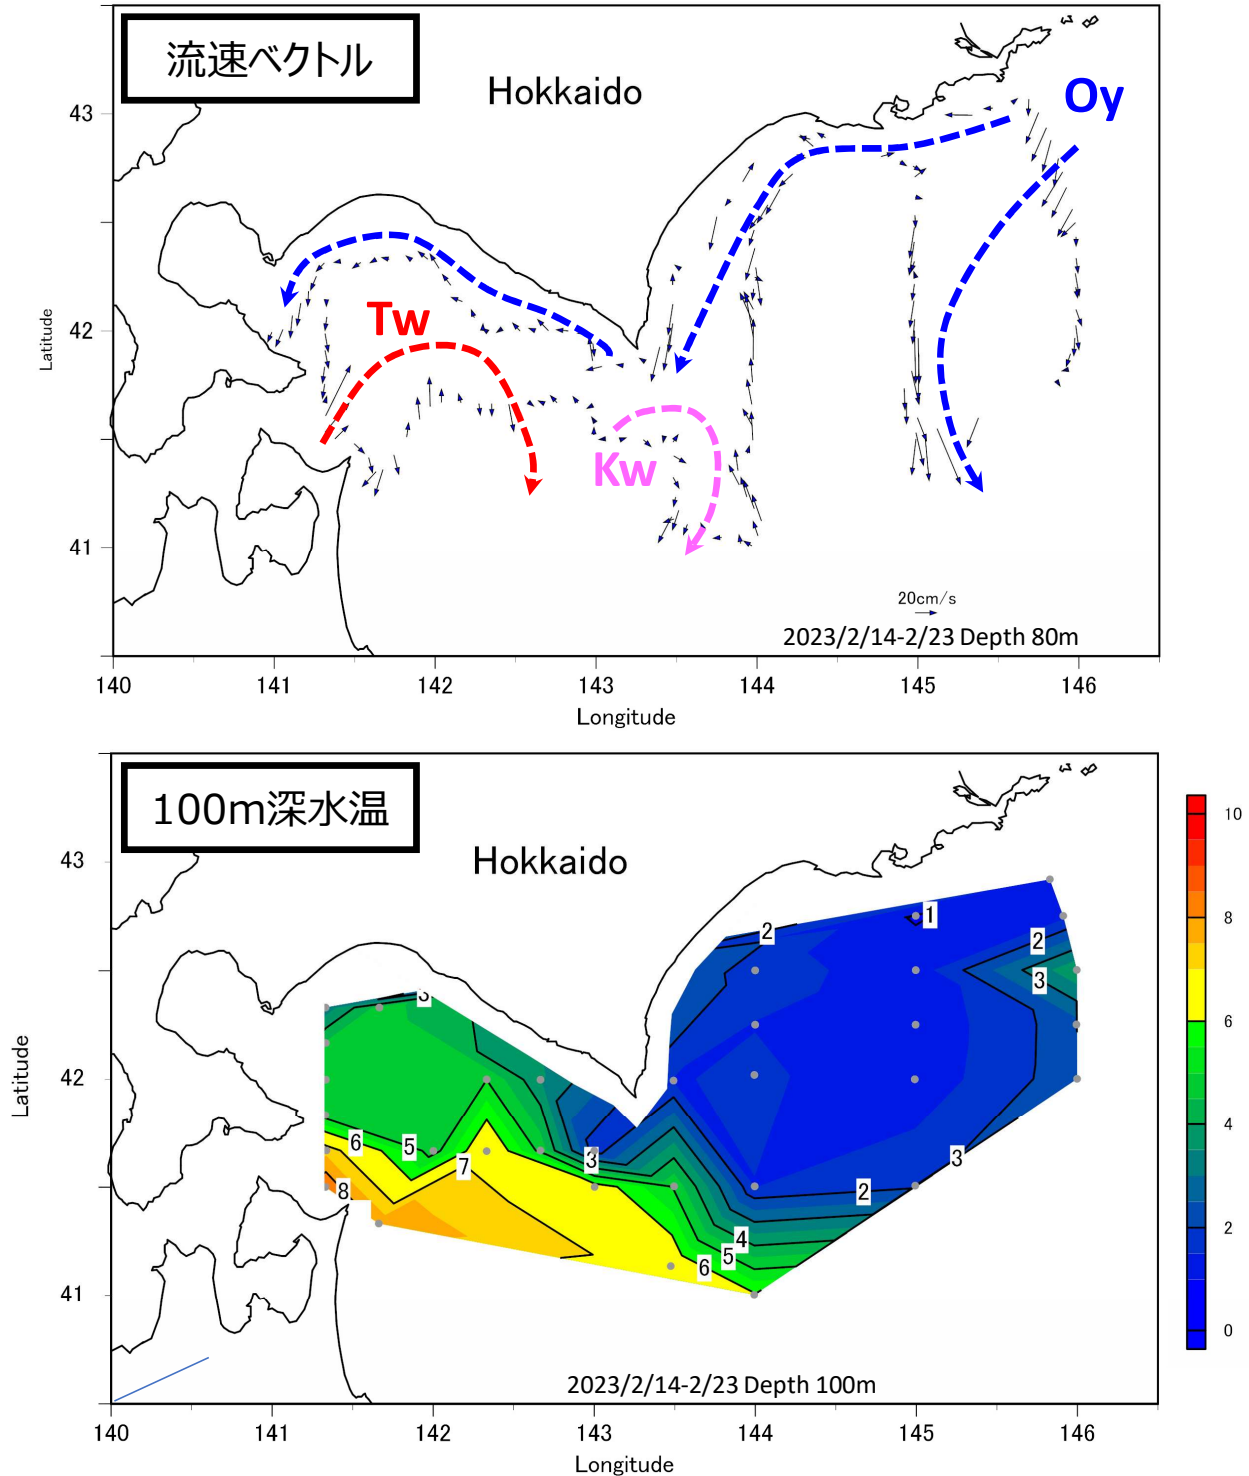 流速ベクトル
Hokkaido
Oy
Tw
Kw
43
42
41
Latitude
20cm/s
2023/2/14-2/23 Depth 80m
140
141
142
143
144
145
146
Longitude
100m深水温
Hokkaido
43
42
41
Latitude
1
2
2
3
3
6
5
7
3
8
3
2
4
5
6
10
8
6
4
2
0
2023/2/14-2/23 Depth 100m
140
141
142
143
144
145
146
Longitude